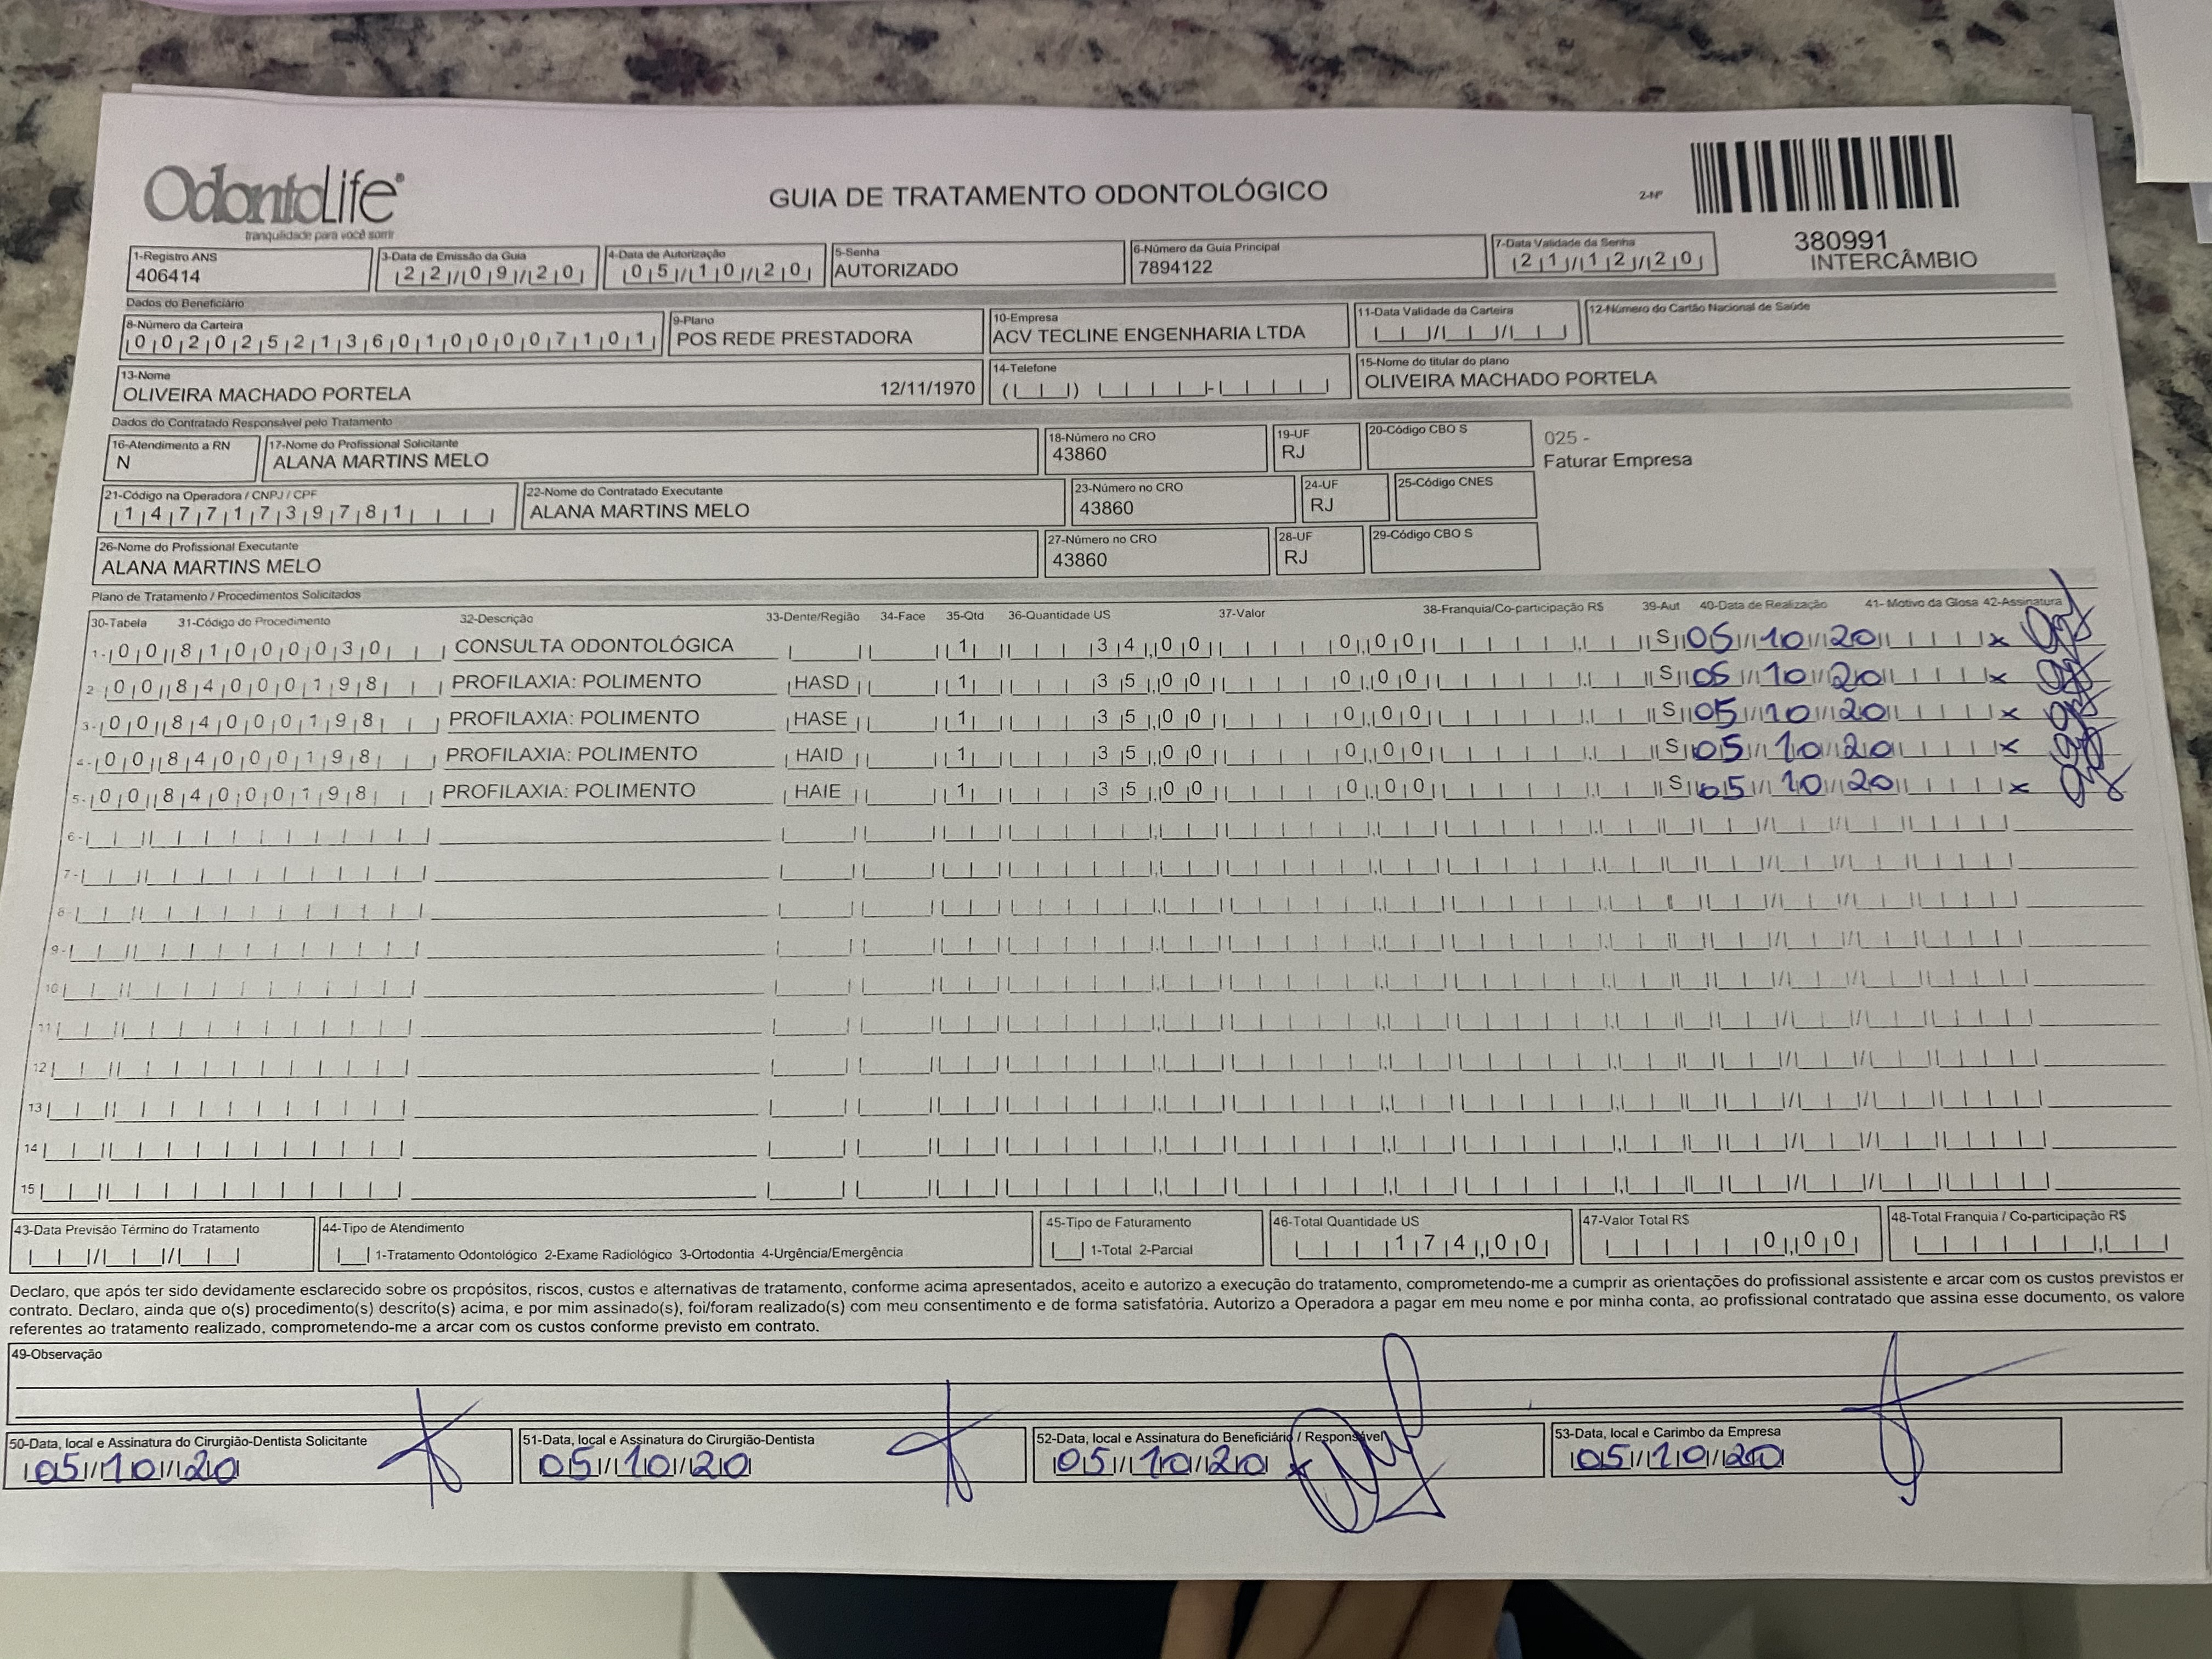 OdontoLife®
tranquilidade para você sorrir
GUIA DE TRATAMENTO ODONTOLÓGICO
2-Nº
380991
INTERCÂMBIO
1-Registro ANS
406414
3-Data de Emissão da Guia
22/09/20
4-Data de Autorização
05/10/20
5-Senha
AUTORIZADO
6-Número da Guia Principal
7894122
7-Data Validade da Senha
21/12/20
Dados do Beneficiário
8-Número da Carteira
00202521360100007101
9-Plano
POS REDE PRESTADORA
10-Empresa
ACV TECLINE ENGENHARIA LTDA
11-Data Validade da Carteira
12-Número do Cartão Nacional de Saúde
13-Nome
OLIVEIRA MACHADO PORTELA 12/11/1970
14-Telefone
15-Nome do titular do plano
OLIVEIRA MACHADO PORTELA
Dados do Contratado Responsável pelo Tratamento
16-Atendimento a RN
N
17-Nome do Profissional Solicitante
ALANA MARTINS MELO
18-Número no CRO
43860
19-UF
RJ
20-Código CBO S
025 -
Faturar Empresa
21-Código na Operadora / CNPJ / CPF
14771739781
22-Nome do Contratado Executante
ALANA MARTINS MELO
23-Número no CRO
43860
24-UF
RJ
25-Código CNES
26-Nome do Profissional Executante
ALANA MARTINS MELO
27-Número no CRO
43860
28-UF
RJ
29-Código CBO S
Plano de Tratamento / Procedimentos Solicitados
30-Tabela 31-Código do Procedimento 32-Descrição 33-Dente/Região 34-Face 35-Qtd 36-Quantidade US 37-Valor 38-Franquia/Co-participação R$ 39-Aut 40-Data de Realização 41- Motivo da Glosa 42-Assinatura
1- 00 81000030 CONSULTA ODONTOLÓGICA 1 34,00 0,00 S 05/10/20 x
2- 00 84000198 PROFILAXIA: POLIMENTO HASD 1 35,00 0,00 S 05/10/20 x
3- 00 84000198 PROFILAXIA: POLIMENTO HASE 1 35,00 0,00 S 05/10/20 x
4- 00 84000198 PROFILAXIA: POLIMENTO HAID 1 35,00 0,00 S 05/10/20 x
5- 00 84000198 PROFILAXIA: POLIMENTO HAIE 1 35,00 0,00 S 05/10/20 x
6-
7-
8-
9-
10
11
12
13
14
15
43-Data Previsão Término do Tratamento
44-Tipo de Atendimento
1-Tratamento Odontológico 2-Exame Radiológico 3-Ortodontia 4-Urgência/Emergência
45-Tipo de Faturamento
1-Total 2-Parcial
46-Total Quantidade US
174,00
47-Valor Total R$
0,00
48-Total Franquia / Co-participação R$
Declaro, que após ter sido devidamente esclarecido sobre os propósitos, riscos, custos e alternativas de tratamento, conforme acima apresentados, aceito e autorizo a execução do tratamento, comprometendo-me a cumprir as orientações do profissional assistente e arcar com os custos previstos er
contrato. Declaro, ainda que o(s) procedimento(s) descrito(s) acima, e por mim assinado(s), foi/foram realizado(s) com meu consentimento e de forma satisfatória. Autorizo a Operadora a pagar em meu nome e por minha conta, ao profissional contratado que assina esse documento, os valore
referentes ao tratamento realizado, comprometendo-me a arcar com os custos conforme previsto em contrato.
49-Observação
50-Data, local e Assinatura do Cirurgião-Dentista Solicitante
05/10/20
51-Data, local e Assinatura do Cirurgião-Dentista
05/10/20
52-Data, local e Assinatura do Beneficiário / Responsável
05/10/20 x
53-Data, local e Carimbo da Empresa
05/10/20